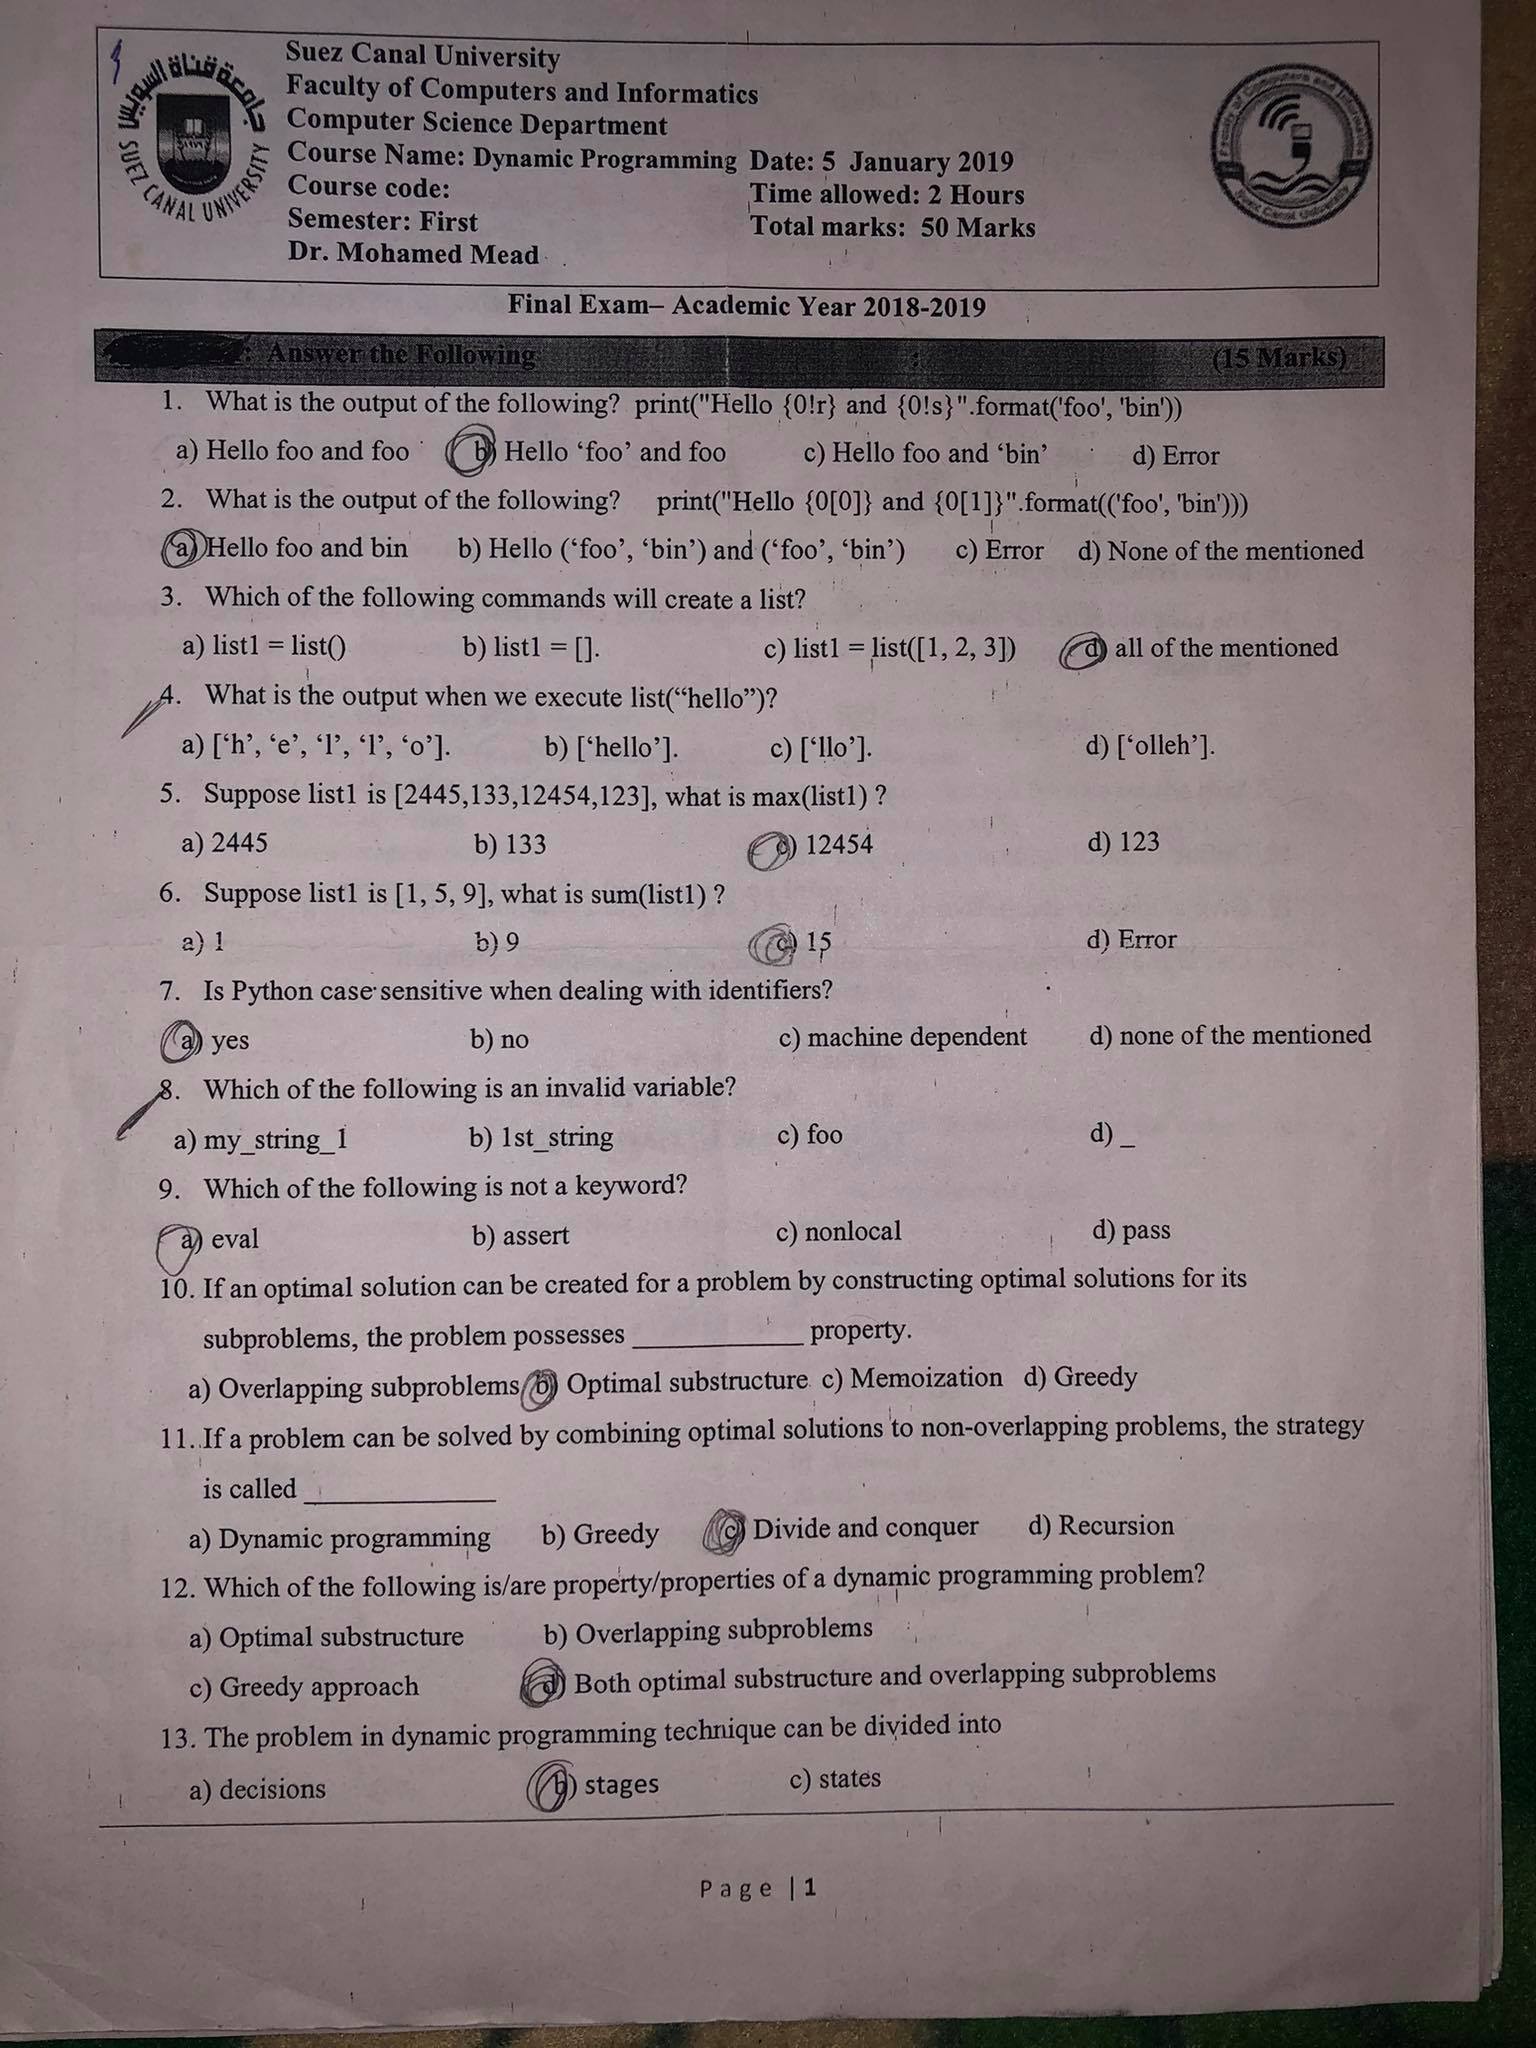 جامعة قناة السويس
SUEZ CANAL UNIVERSITY
Suez Canal University
Faculty of Computers and Informatics
Computer Science Department
Course Name: Dynamic Programming Date: 5 January 2019
Course code:
Time allowed: 2 Hours
Semester: First
Total marks: 50 Marks
Dr. Mohamed Mead
Faculty of Computers and Informatics
Suez Canal University
Final Exam– Academic Year 2018-2019
: Answer the Following : (15 Marks)
1. What is the output of the following? print("Hello {0!r} and {0!s}".format('foo', 'bin'))
a) Hello foo and foo b) Hello ‘foo’ and foo c) Hello foo and ‘bin’ d) Error
2. What is the output of the following? print("Hello {0[0]} and {0[1]}".format(('foo', 'bin')))
a) Hello foo and bin b) Hello (‘foo’, ‘bin’) and (‘foo’, ‘bin’) c) Error d) None of the mentioned
3. Which of the following commands will create a list?
a) list1 = list() b) list1 = []. c) list1 = list([1, 2, 3]) d) all of the mentioned
4. What is the output when we execute list(“hello”)?
a) [‘h’, ‘e’, ‘l’, ‘l’, ‘o’]. b) [‘hello’]. c) [‘llo’]. d) [‘olleh’].
5. Suppose list1 is [2445,133,12454,123], what is max(list1) ?
a) 2445 b) 133 c) 12454 d) 123
6. Suppose list1 is [1, 5, 9], what is sum(list1) ?
a) 1 b) 9 c) 15 d) Error
7. Is Python case sensitive when dealing with identifiers?
a) yes b) no c) machine dependent d) none of the mentioned
8. Which of the following is an invalid variable?
a) my_string_1 b) 1st_string c) foo d) _
9. Which of the following is not a keyword?
a) eval b) assert c) nonlocal d) pass
10. If an optimal solution can be created for a problem by constructing optimal solutions for its
subproblems, the problem possesses ____________ property.
a) Overlapping subproblems b) Optimal substructure c) Memoization d) Greedy
11. If a problem can be solved by combining optimal solutions to non-overlapping problems, the strategy
is called _____________
a) Dynamic programming b) Greedy c) Divide and conquer d) Recursion
12. Which of the following is/are property/properties of a dynamic programming problem?
a) Optimal substructure b) Overlapping subproblems
c) Greedy approach d) Both optimal substructure and overlapping subproblems
13. The problem in dynamic programming technique can be divided into
a) decisions b) stages c) states
Page | 1